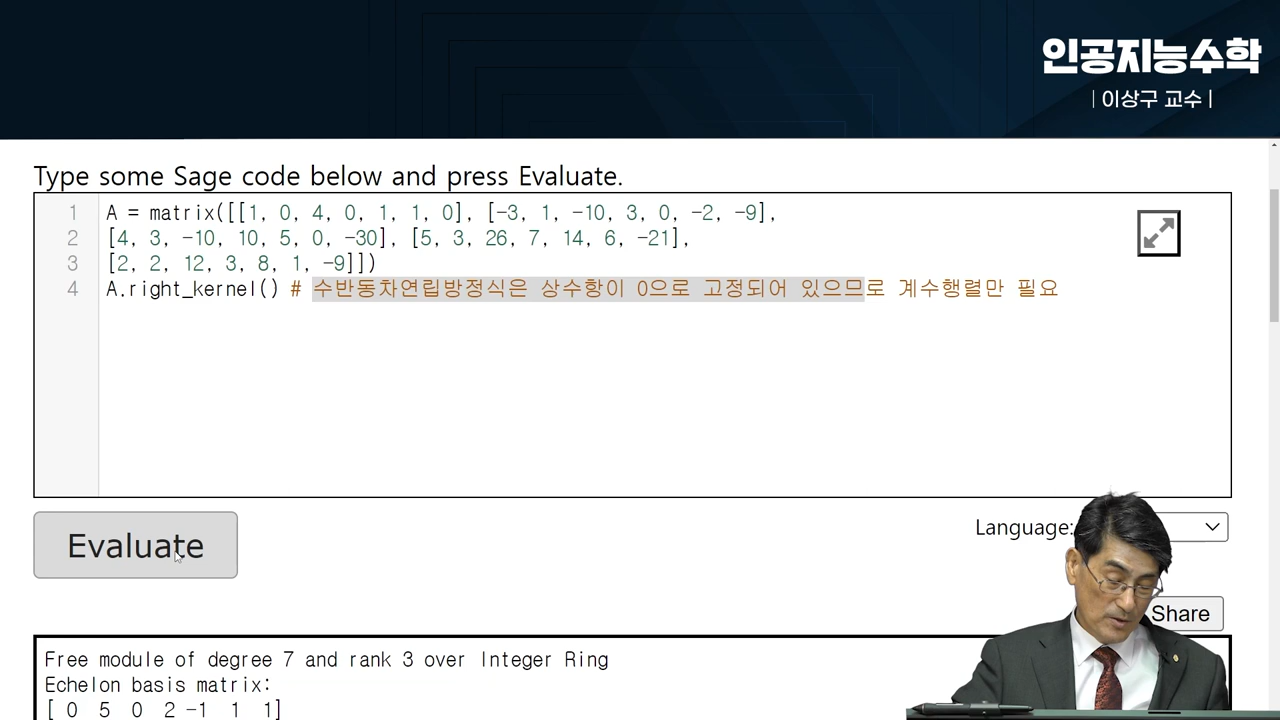 인공지능수학
| 이상구 교수 |
Type some Sage code below and press Evaluate.
1 A = matrix([[1, 0, 4, 0, 1, 1, 0], [-3, 1, -10, 3, 0, -2, -9],
2 [4, 3, -10, 10, 5, 0, -30], [5, 3, 26, 7, 14, 6, -21],
3 [2, 2, 12, 3, 8, 1, -9]])
4 A.right_kernel() # 수반동차연립방정식은 상수항이 0으로 고정되어 있으므로 계수행렬만 필요
Evaluate
Language:
Share
Free module of degree 7 and rank 3 over Integer Ring
Echelon basis matrix:
[ 0 5 0 2 -1 1 1]